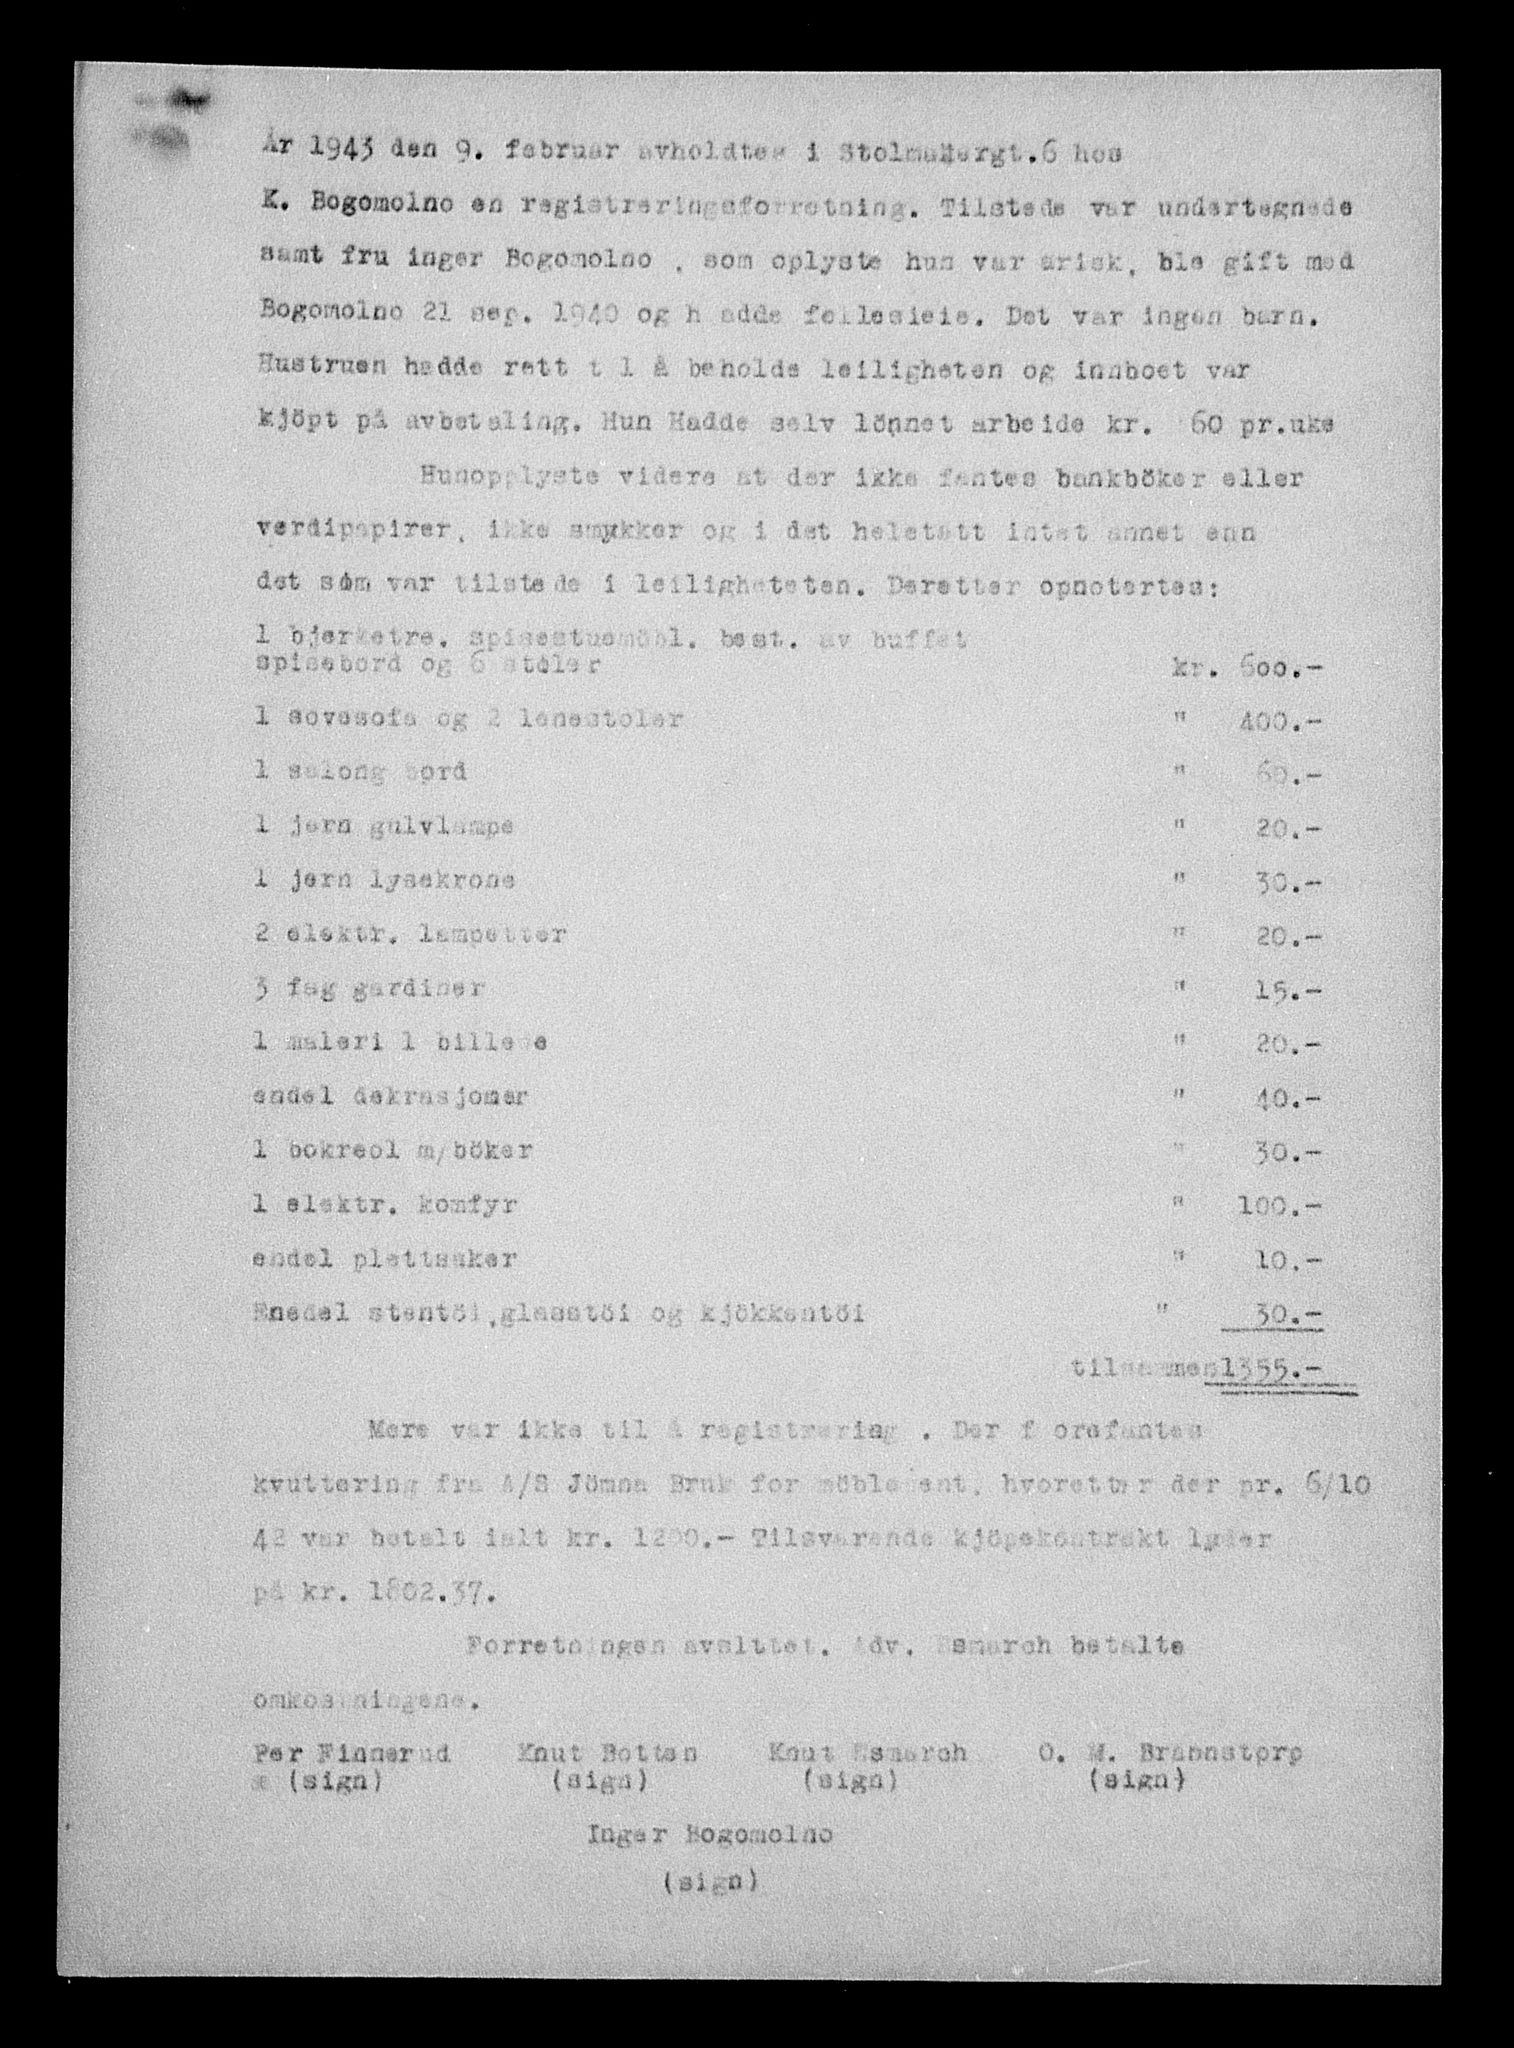 År 1943 den 9. februar avholdtes i Stolmakergt.6 hos
K. Bogomolno en registreringsforretning. Tilstede var undertegnede
samt fru inger Bogomolno , som oplyste hun var arisk, ble gift med
Bogomolno 21 sep. 1940 og h adde felleseie. Det var ingen barn.
Hustruen hadde rett t l å beholde leiligheten og innboet var
kjöpt på avbetaling. Hun Hadde selv lönnet arbeide kr. 60 pr.uke
Hunopplyste videre at der ikke fantes bankböker eller
verdipapirer, ikke smykker og i det heletatt intet annet enn
det som var tilstede i leiligheteten. Deretter opnotertes:
1 bjerketre. spisestuemöbl. best. av buffet
spisebord og 6 stoler kr. 600.-
1 sovesofa og 2 lenestoler " 400.-
1 salong bord " 60.-
1 jern gulvlampe " 20.-
1 jern lysekrone " 30.-
2 elektr. lampetter " 20.-
3 fag gardiner " 15.-
1 maleri 1 billede " 20.-
endel dekrasjoner " 40.-
1 bokreol m/böker " 30.-
1 elektr. komfyr " 100.-
endel plettsaker " 10.-
Enedel stentöi,glasstöi og kjökkentöi " 30.-
tilsammen1355.-
Mere var ikke til å registrering . Der f orefantes
kvuttering fra A/S Jömna Bruk for möblement, hvoretter der pr. 6/10
42 var betalt ialt kr. 1200.- Tilsvarende kjöpekontrakt lyder
på kr. 1802.37.
Forretningen avslttet. Adv. Esmarch betalte
omkostningene.
Per Finnerud Knut Botten Knut Esmarch O. M. Brannstorp
(sign) (sign) (sign) (sign)
Inger Bogomolno
(sign)